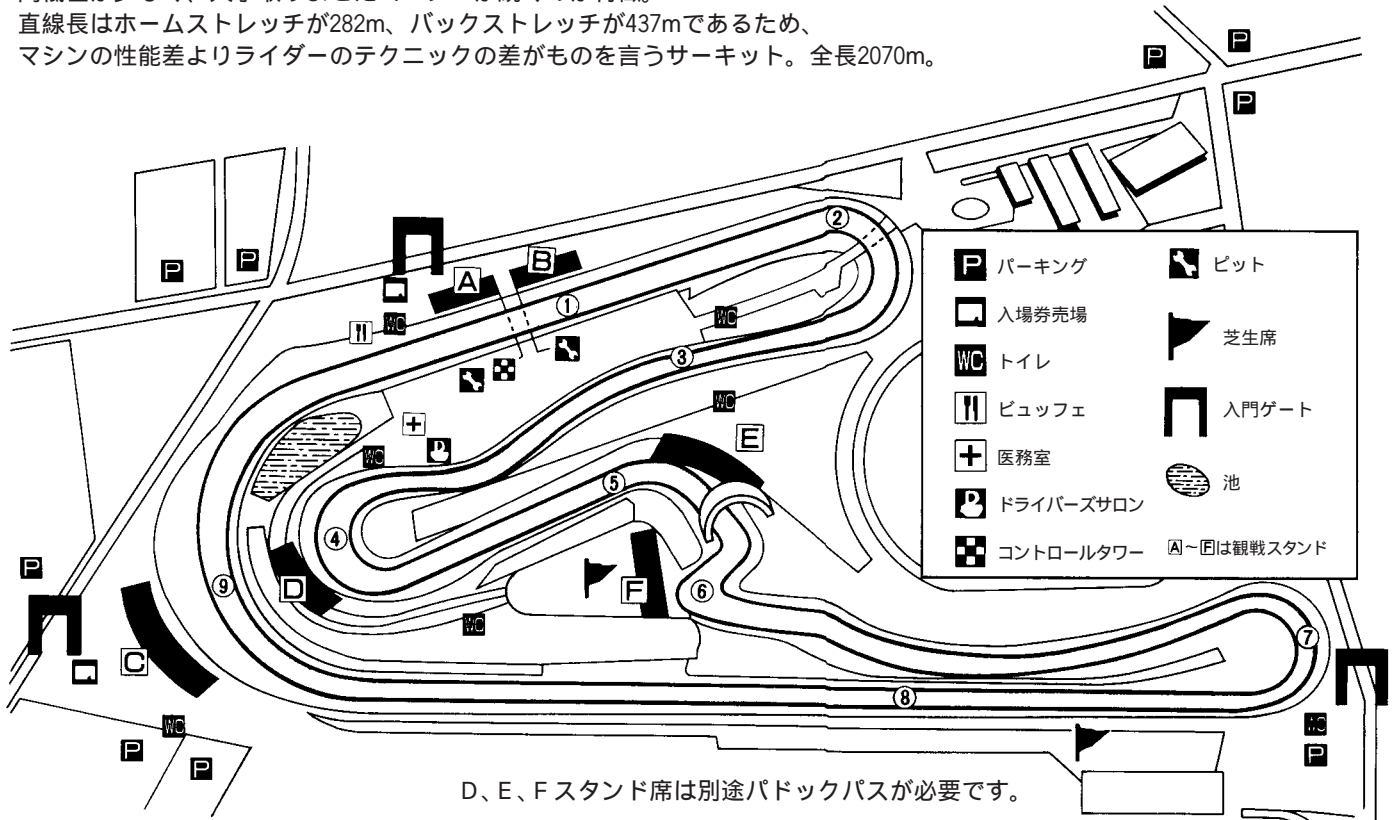 直線長はホームストレッチが282m、バックストレッチが437mであるため、
マシンの性能差よりライダーのテクニックの差がものを言うサーキット。全長2070m。
P
P
P
P
P
A
B
①
②
WC
WC
③
WC
E
WC
④
⑤
D
F
⑥
⑦
⑧
⑨
P
C
WC
WC
P
P
WC
P
P パーキング
入場券売場
WC トイレ
ビュッフェ
医務室
ドライバーズサロン
コントロールタワー
ピット
芝生席
入門ゲート
池
A~Fは観戦スタンド
D、E、Fスタンド席は別途パドックパスが必要です。